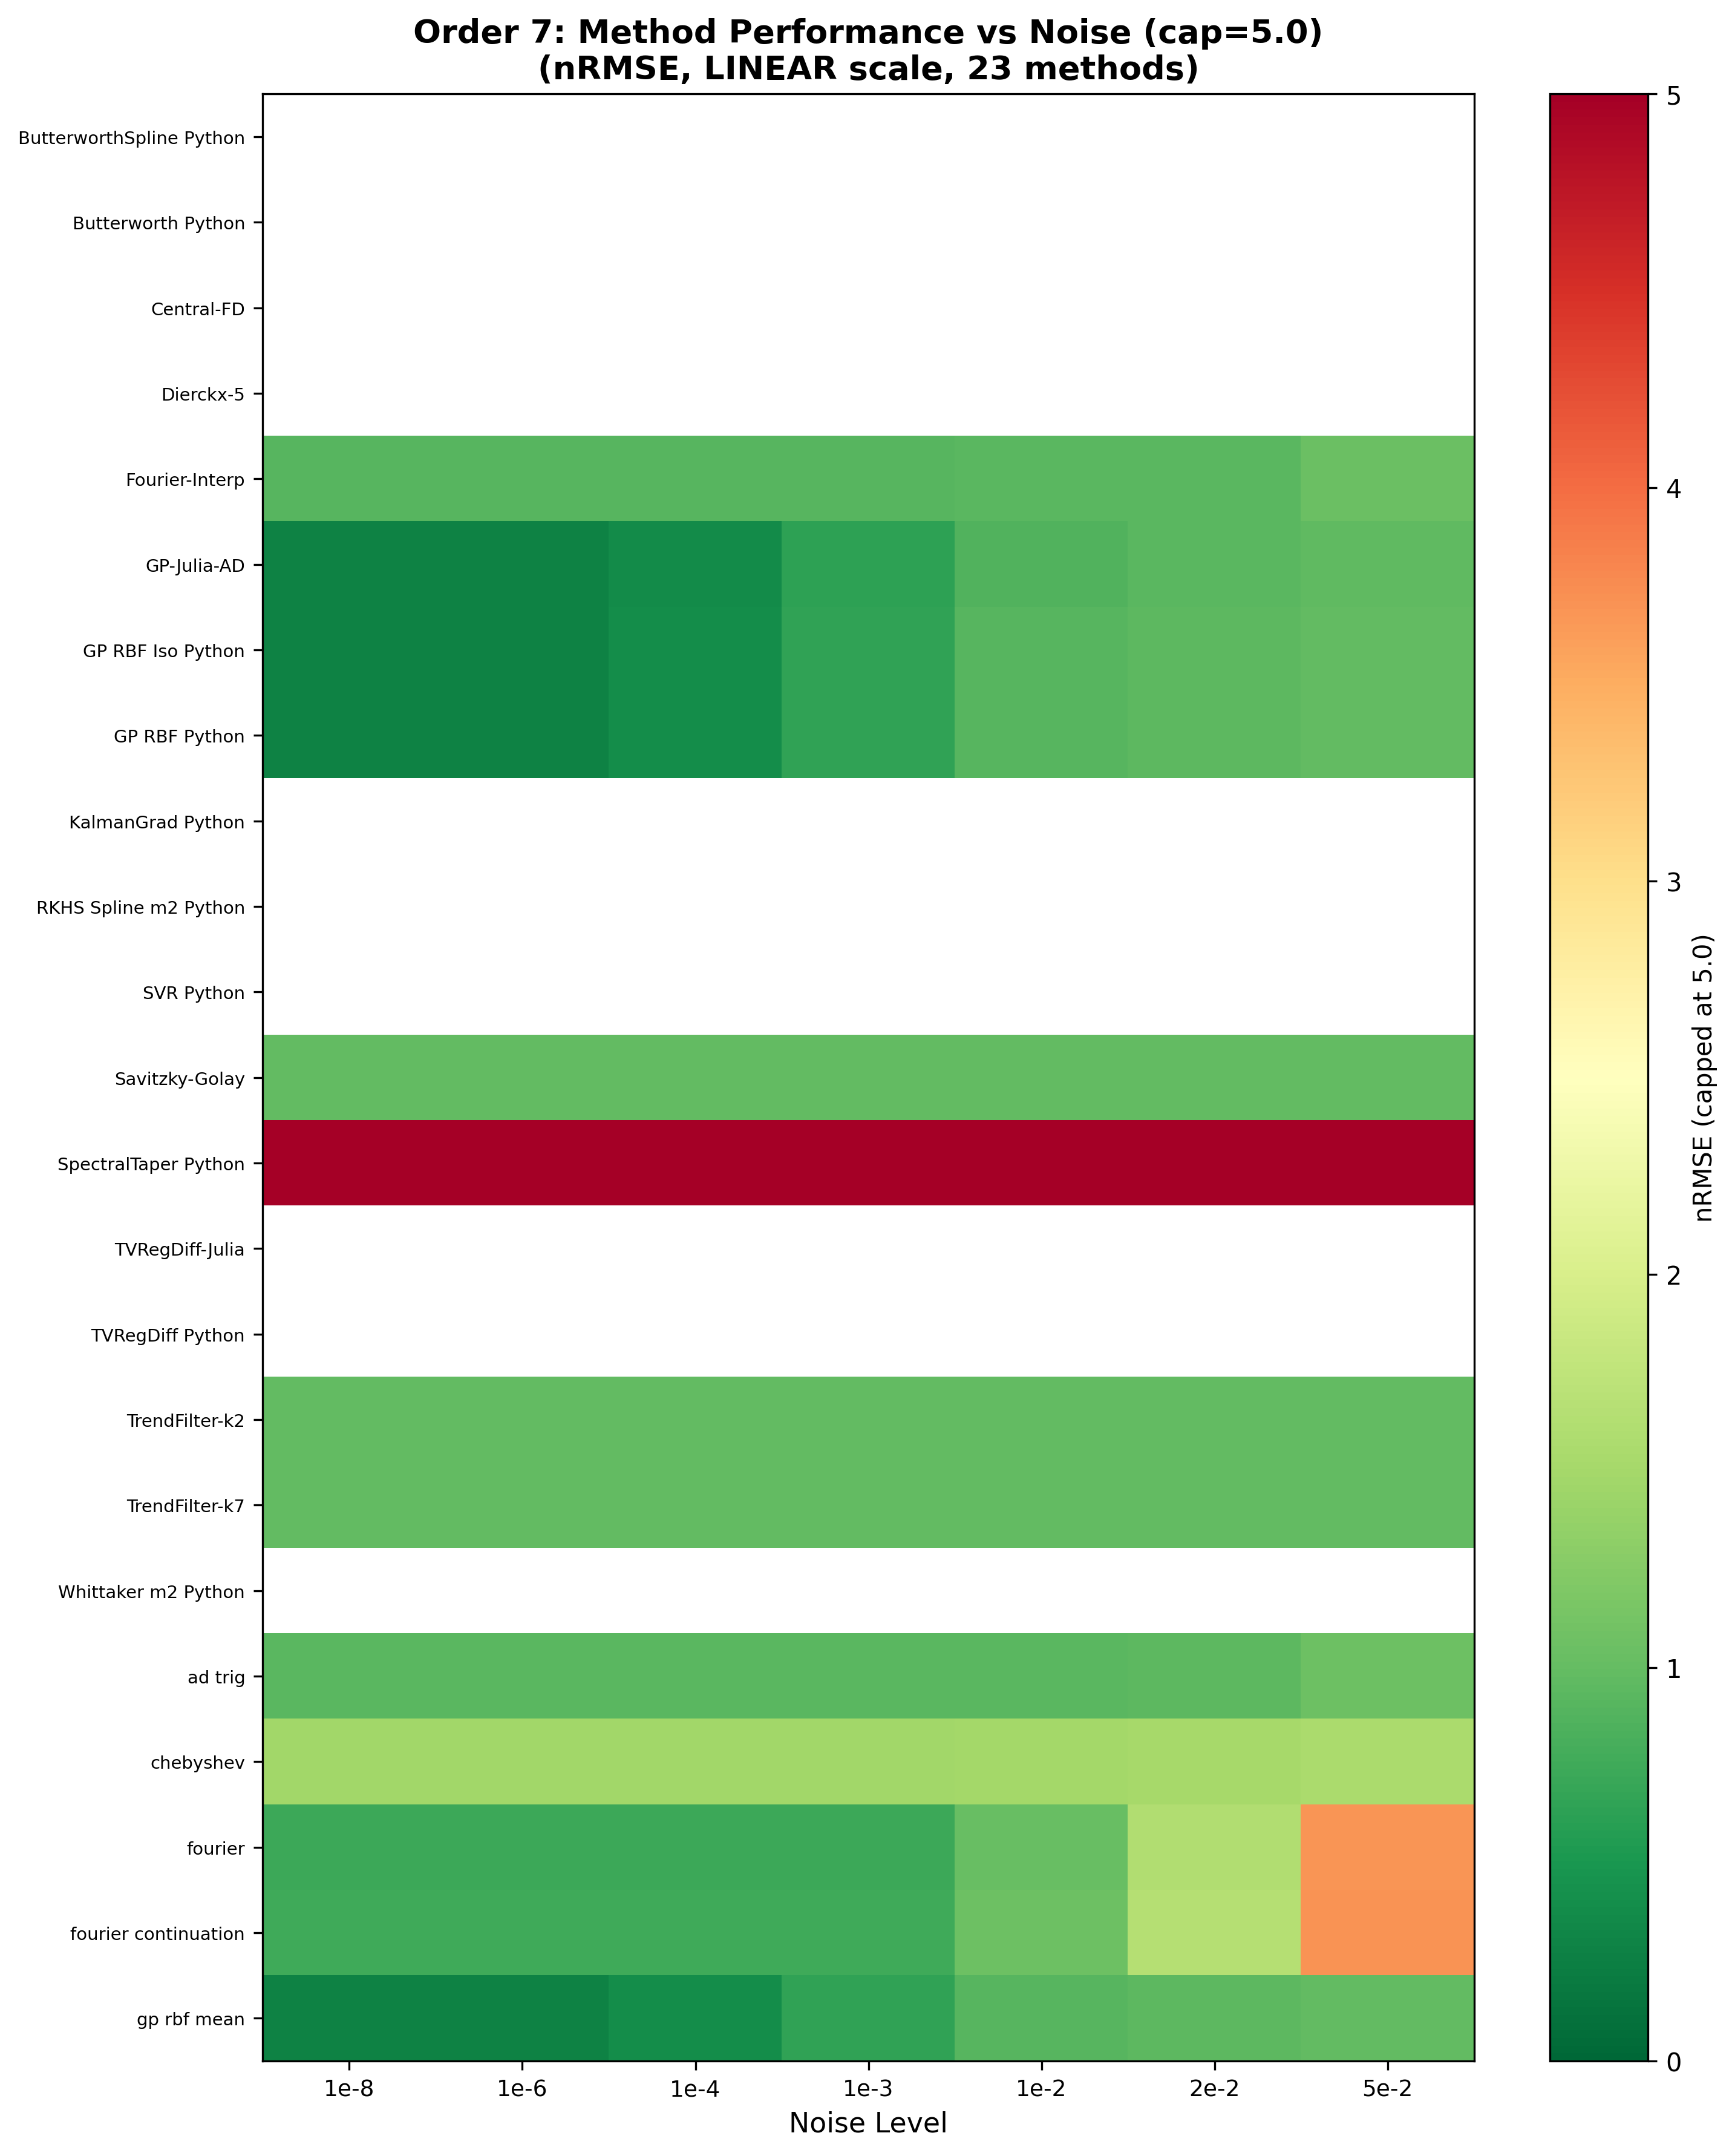 Order 7: Method Performance vs Noise (cap=5.0)
(nRMSE, LINEAR scale, 23 methods)
ButterworthSpline Python
Butterworth Python
Central-FD
Dierckx-5
Fourier-Interp
GP-Julia-AD
GP RBF Iso Python
GP RBF Python
KalmanGrad Python
RKHS Spline m2 Python
SVR Python
Savitzky-Golay
SpectralTaper Python
TVRegDiff-Julia
TVRegDiff Python
TrendFilter-k2
TrendFilter-k7
Whittaker m2 Python
ad trig
chebyshev
fourier
fourier continuation
gp rbf mean
1e-8 1e-6 1e-4 1e-3 1e-2 2e-2 5e-2
Noise Level
5
4
3
2
1
0
nRMSE (capped at 5.0)